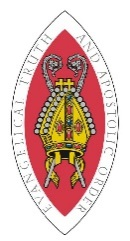 EVANGELICAL TRUTH
AND APOSTOLIC ORDER